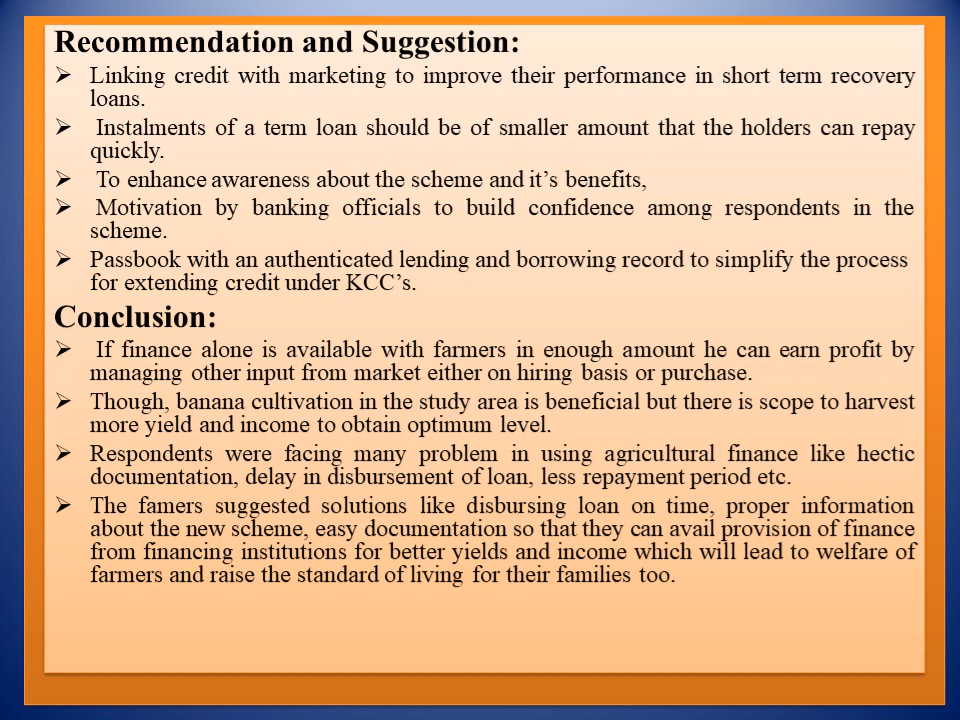 Recommendation and Suggestion:
➢ Linking credit with marketing to improve their performance in short term recovery
loans.
➢ Instalments of a term loan should be of smaller amount that the holders can repay
quickly.
➢ To enhance awareness about the scheme and it’s benefits,
➢ Motivation by banking officials to build confidence among respondents in the
scheme.
➢ Passbook with an authenticated lending and borrowing record to simplify the process
for extending credit under KCC’s.
Conclusion:
➢ If finance alone is available with farmers in enough amount he can earn profit by
managing other input from market either on hiring basis or purchase.
➢ Though, banana cultivation in the study area is beneficial but there is scope to harvest
more yield and income to obtain optimum level.
➢ Respondents were facing many problem in using agricultural finance like hectic
documentation, delay in disbursement of loan, less repayment period etc.
➢ The famers suggested solutions like disbursing loan on time, proper information
about the new scheme, easy documentation so that they can avail provision of finance
from financing institutions for better yields and income which will lead to welfare of
farmers and raise the standard of living for their families too.